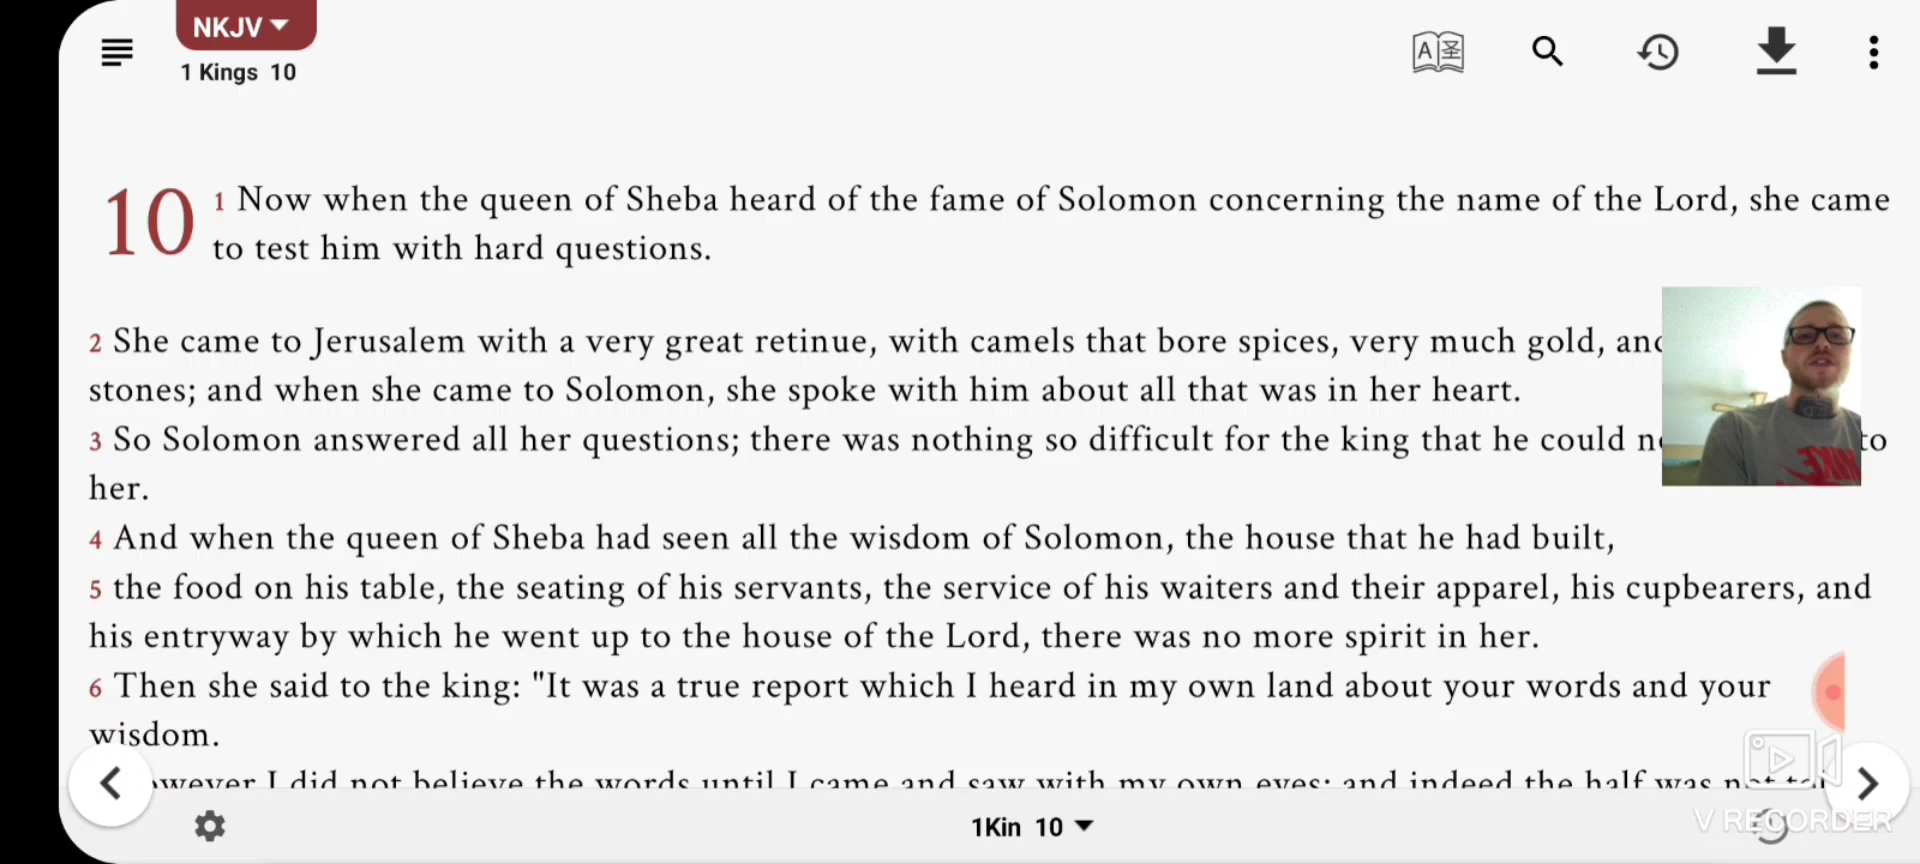 NKJV
1 Kings 10
A 圣
10
1 Now when the queen of Sheba heard of the fame of Solomon concerning the name of the Lord, she came
to test him with hard questions.
2 She came to Jerusalem with a very great retinue, with camels that bore spices, very much gold, and
stones; and when she came to Solomon, she spoke with him about all that was in her heart.
3 So Solomon answered all her questions; there was nothing so difficult for the king that he could to
her.
4 And when the queen of Sheba had seen all the wisdom of Solomon, the house that he had built,
5 the food on his table, the seating of his servants, the service of his waiters and their apparel, his cupbearers, and
his entryway by which he went up to the house of the Lord, there was no more spirit in her.
6 Then she said to the king: "It was a true report which I heard in my own land about your words and your
wisdom.
owever I did not believe the words until I came and saw with my own eyes; and indeed the half was not
1Kin 10
V RECORDER
NIKE